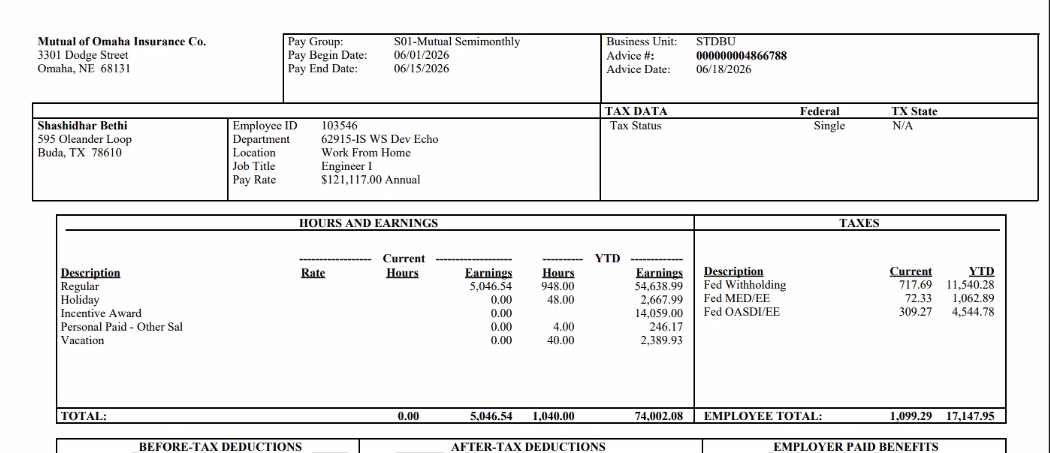 Mutual of Omaha Insurance Co.
3301 Dodge Street
Omaha, NE 68131
Pay Group: S01-Mutual Semimonthly
Pay Begin Date: 06/01/2026
Pay End Date: 06/15/2026
Business Unit: STDBU
Advice #: 000000004866788
Advice Date: 06/18/2026
Shashidhar Bethi
595 Oleander Loop
Buda, TX 78610
Employee ID 103546
Department 62915-IS WS Dev Echo
Location Work From Home
Job Title Engineer I
Pay Rate $121,117.00 Annual
TAX DATA Federal TX State
Tax Status Single N/A
HOURS AND EARNINGS
------------------ Current ------------------- ---------- YTD -------------
Description Rate Hours Earnings Hours Earnings
Regular 5,046.54 948.00 54,638.99
Holiday 0.00 48.00 2,667.99
Incentive Award 0.00 14,059.00
Personal Paid - Other Sal 0.00 4.00 246.17
Vacation 0.00 40.00 2,389.93
TOTAL: 0.00 5,046.54 1,040.00 74,002.08
TAXES
Description Current YTD
Fed Withholding 717.69 11,540.28
Fed MED/EE 72.33 1,062.89
Fed OASDI/EE 309.27 4,544.78
EMPLOYEE TOTAL: 1,099.29 17,147.95
BEFORE-TAX DEDUCTIONS AFTER-TAX DEDUCTIONS EMPLOYER PAID BENEFITS